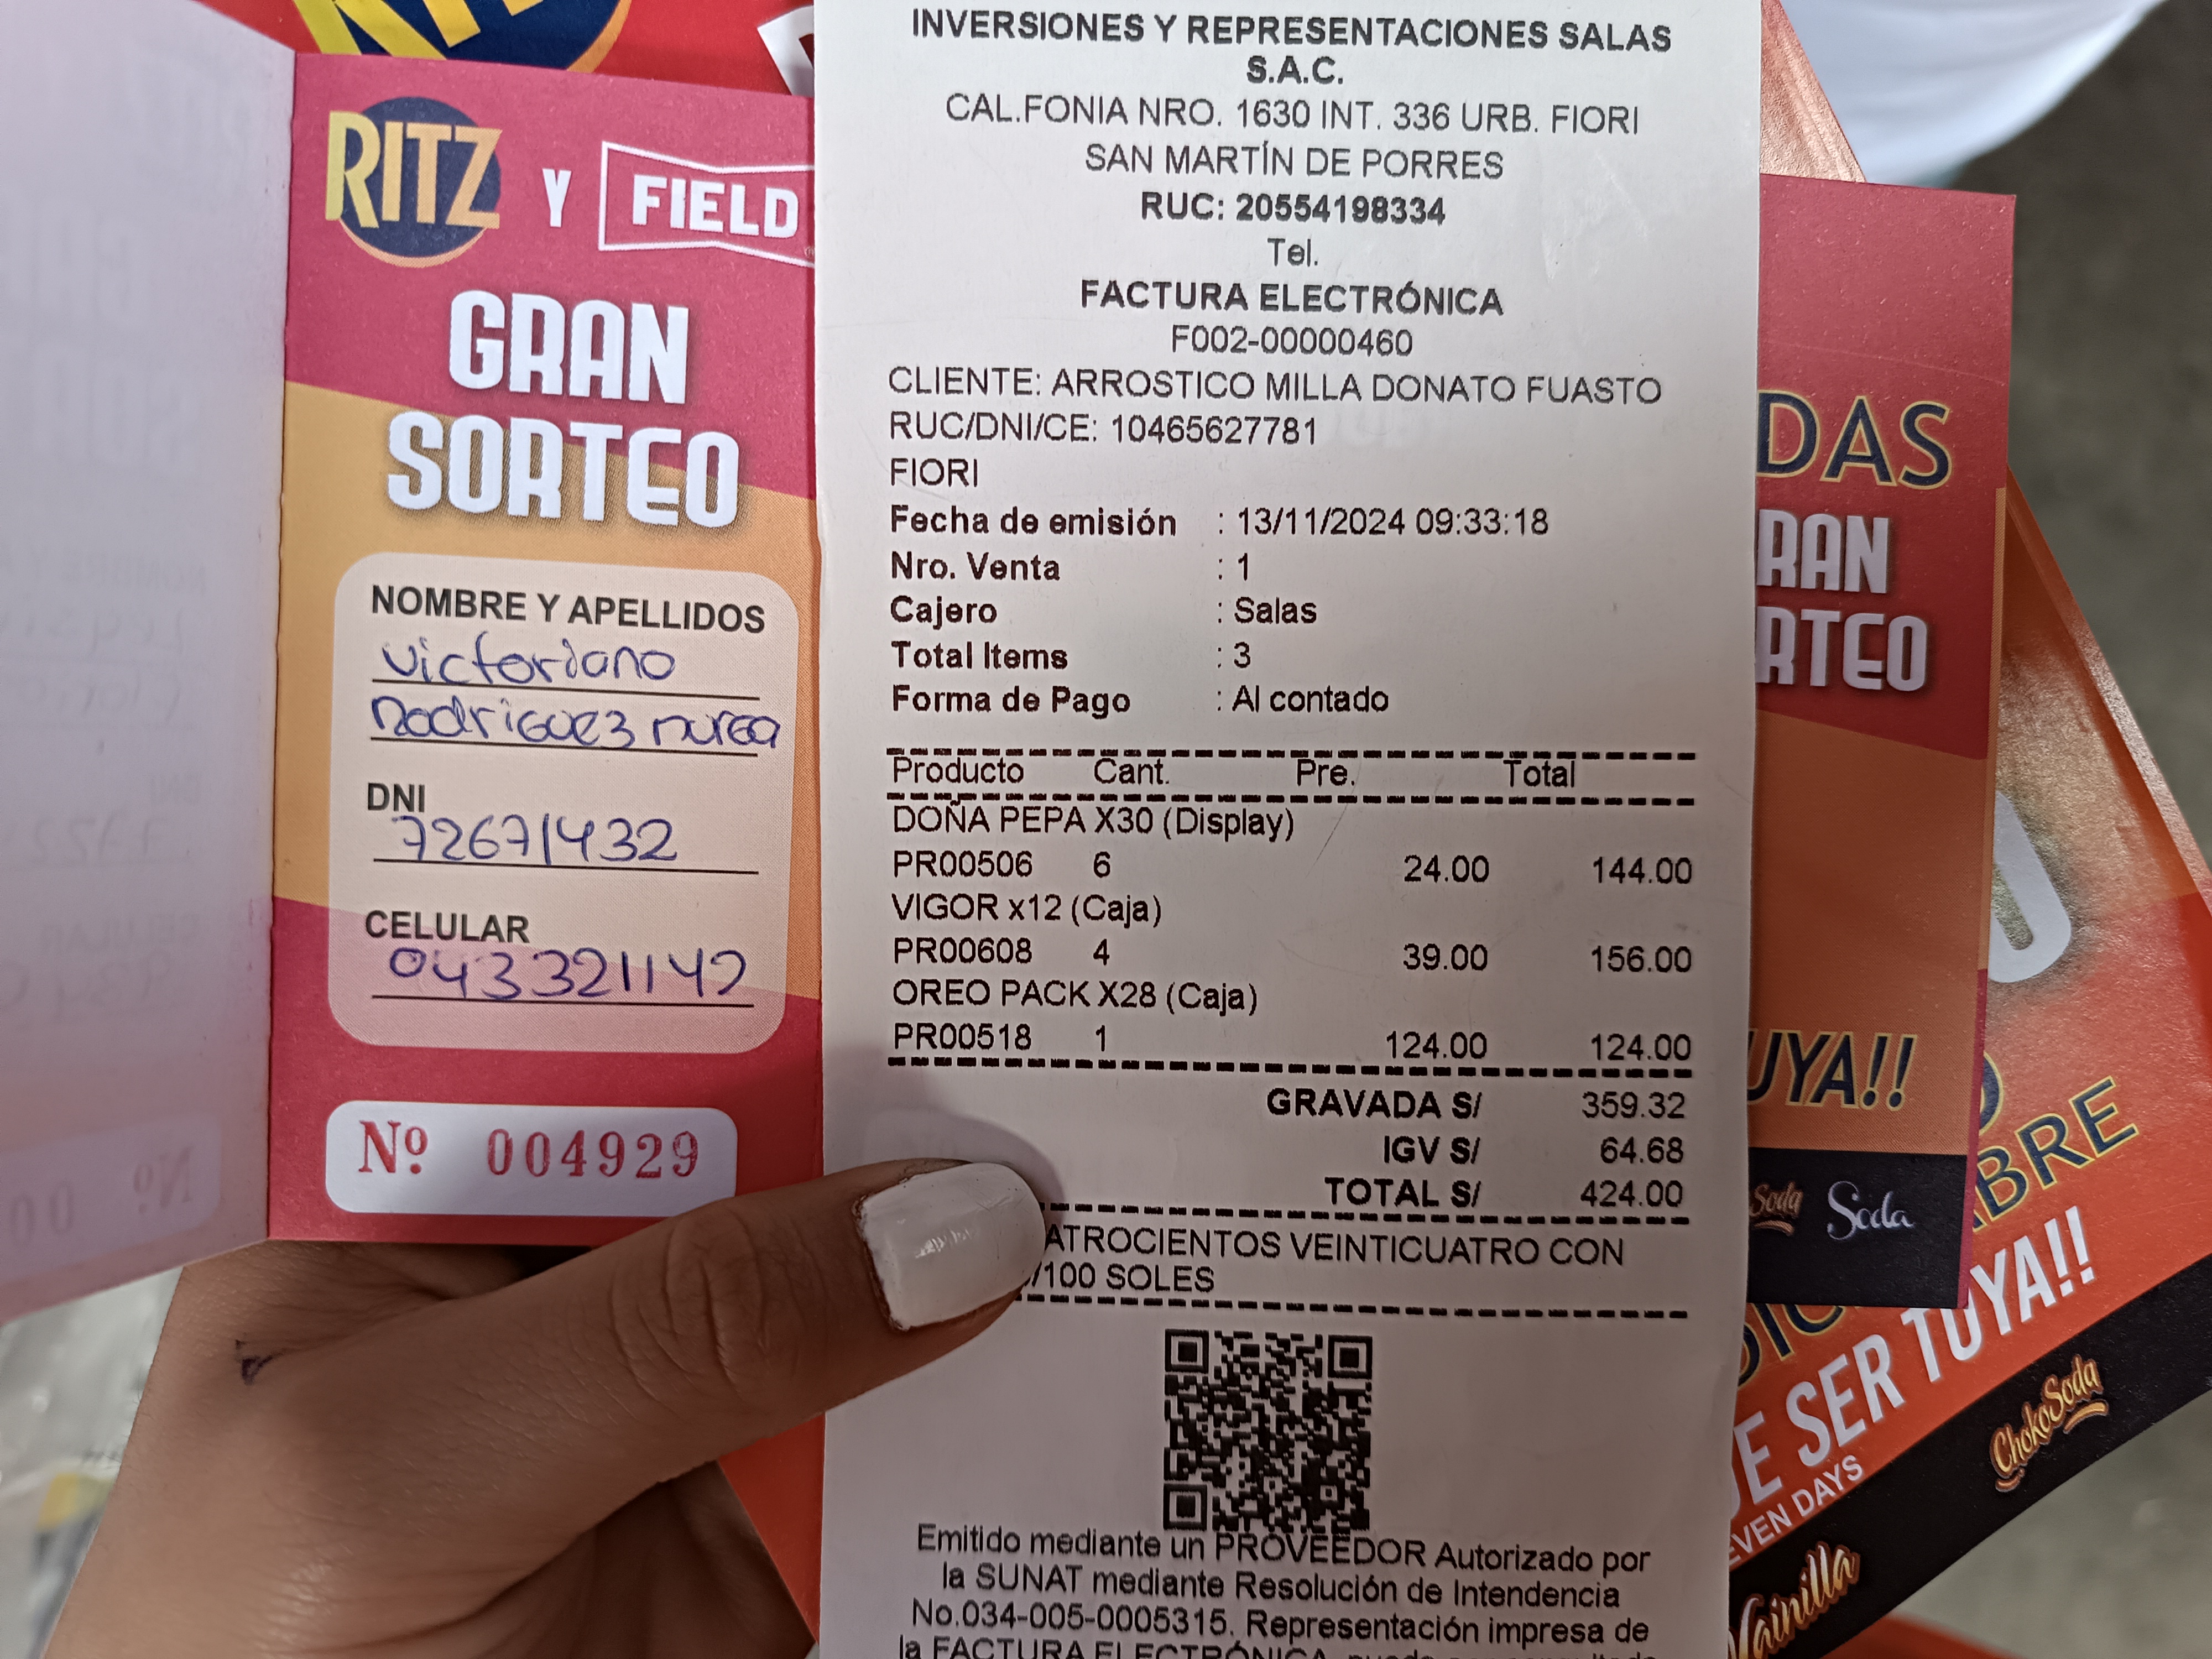 RITZ Y FIELD
GRAN
SORTEO
NOMBRE Y APELLIDOS
victoriano
Rodriguez
DNI
72671432
CELULAR
043321142
Nº 004929
INVERSIONES Y REPRESENTACIONES SALAS
S.A.C.
CAL.FONIA NRO. 1630 INT. 336 URB. FIORI
SAN MARTÍN DE PORRES
RUC: 20554198334
Tel.
FACTURA ELECTRÓNICA
F002-00000460
CLIENTE: ARROSTICO MILLA DONATO FUASTO
RUC/DNI/CE: 10465627781
FIORI
Fecha de emisión : 13/11/2024 09:33:18
Nro. Venta : 1
Cajero : Salas
Total Items : 3
Forma de Pago : Al contado
Producto Cant. Pre. Total
DOÑA PEPA X30 (Display)
PR00506 6 24.00 144.00
VIGOR x12 (Caja)
PR00608 4 39.00 156.00
OREO PACK X28 (Caja)
PR00518 1 124.00 124.00
GRAVADA S/ 359.32
IGV S/ 64.68
TOTAL S/ 424.00
ATROCIENTOS VEINTICUATRO CON
/100 SOLES
Emitido mediante un PROVEEDOR Autorizado por
la SUNAT mediante Resolución de Intendencia
No.034-005-0005315. Representación impresa de
la FACTURA ELECTRÓNICA
DAS
RAN
RTEO
UYA!!
Soda Soda
BRE
E SER TUYA!!
EVEN DAYS
ChokoSoda
Vainilla